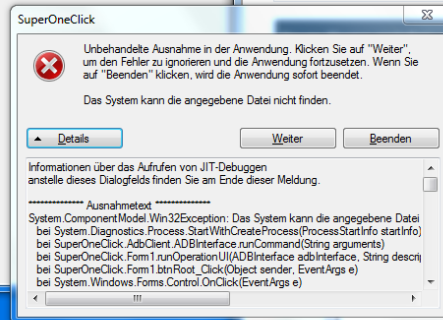 SuperOneClick
Unbehandelte Ausnahme in der Anwendung. Klicken Sie auf "Weiter",
um den Fehler zu ignorieren und die Anwendung fortzusetzen. Wenn Sie
auf "Beenden" klicken, wird die Anwendung sofort beendet.
Das System kann die angegebene Datei nicht finden.
Details
Weiter
Beenden
Informationen über das Aufrufen von JIT-Debuggen
anstelle dieses Dialogfelds finden Sie am Ende dieser Meldung.
************** Ausnahmetext **************
System.ComponentModel.Win32Exception: Das System kann die angegebene Datei
bei System.Diagnostics.Process.StartWithCreateProcess(ProcessStartInfo startInfo)
bei SuperOneClick.AdbClient.ADBInterface.runCommand(String arguments)
bei SuperOneClick.Form1.runOperationUI(ADBInterface adbInterface, String descrip
bei SuperOneClick.Form1.btnRoot_Click(Object sender, EventArgs e)
bei System.Windows.Forms.Control.OnClick(EventArgs e)